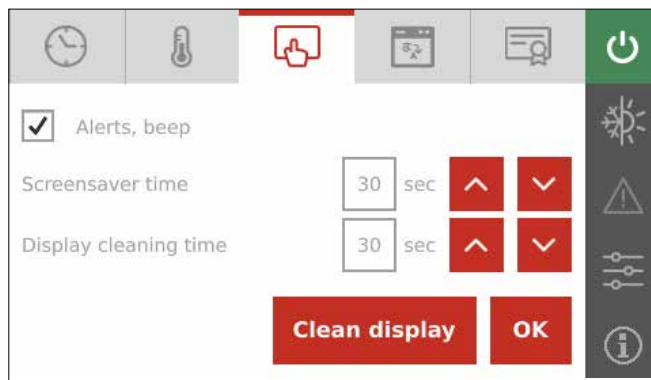 Alerts, beep
Screensaver time 30 sec
Display cleaning time 30 sec
Clean display OK